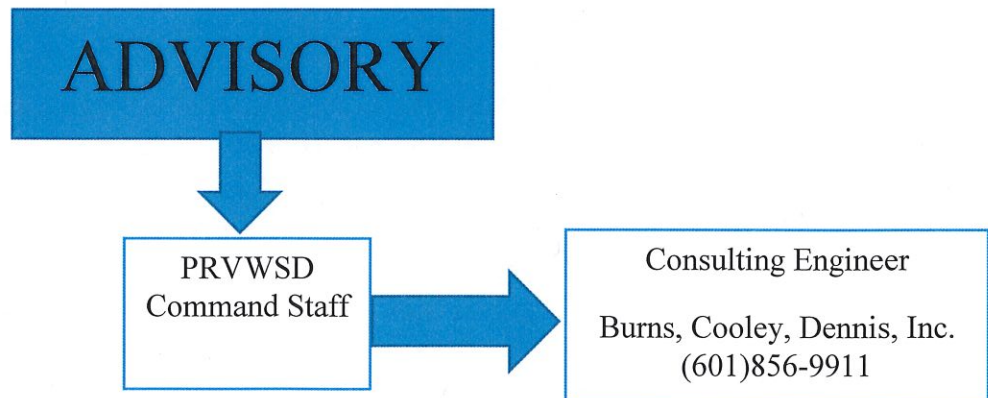 ADVISORY
PRVWSD
Command Staff
Consulting Engineer
Burns, Cooley, Dennis, Inc.
(601)856-9911